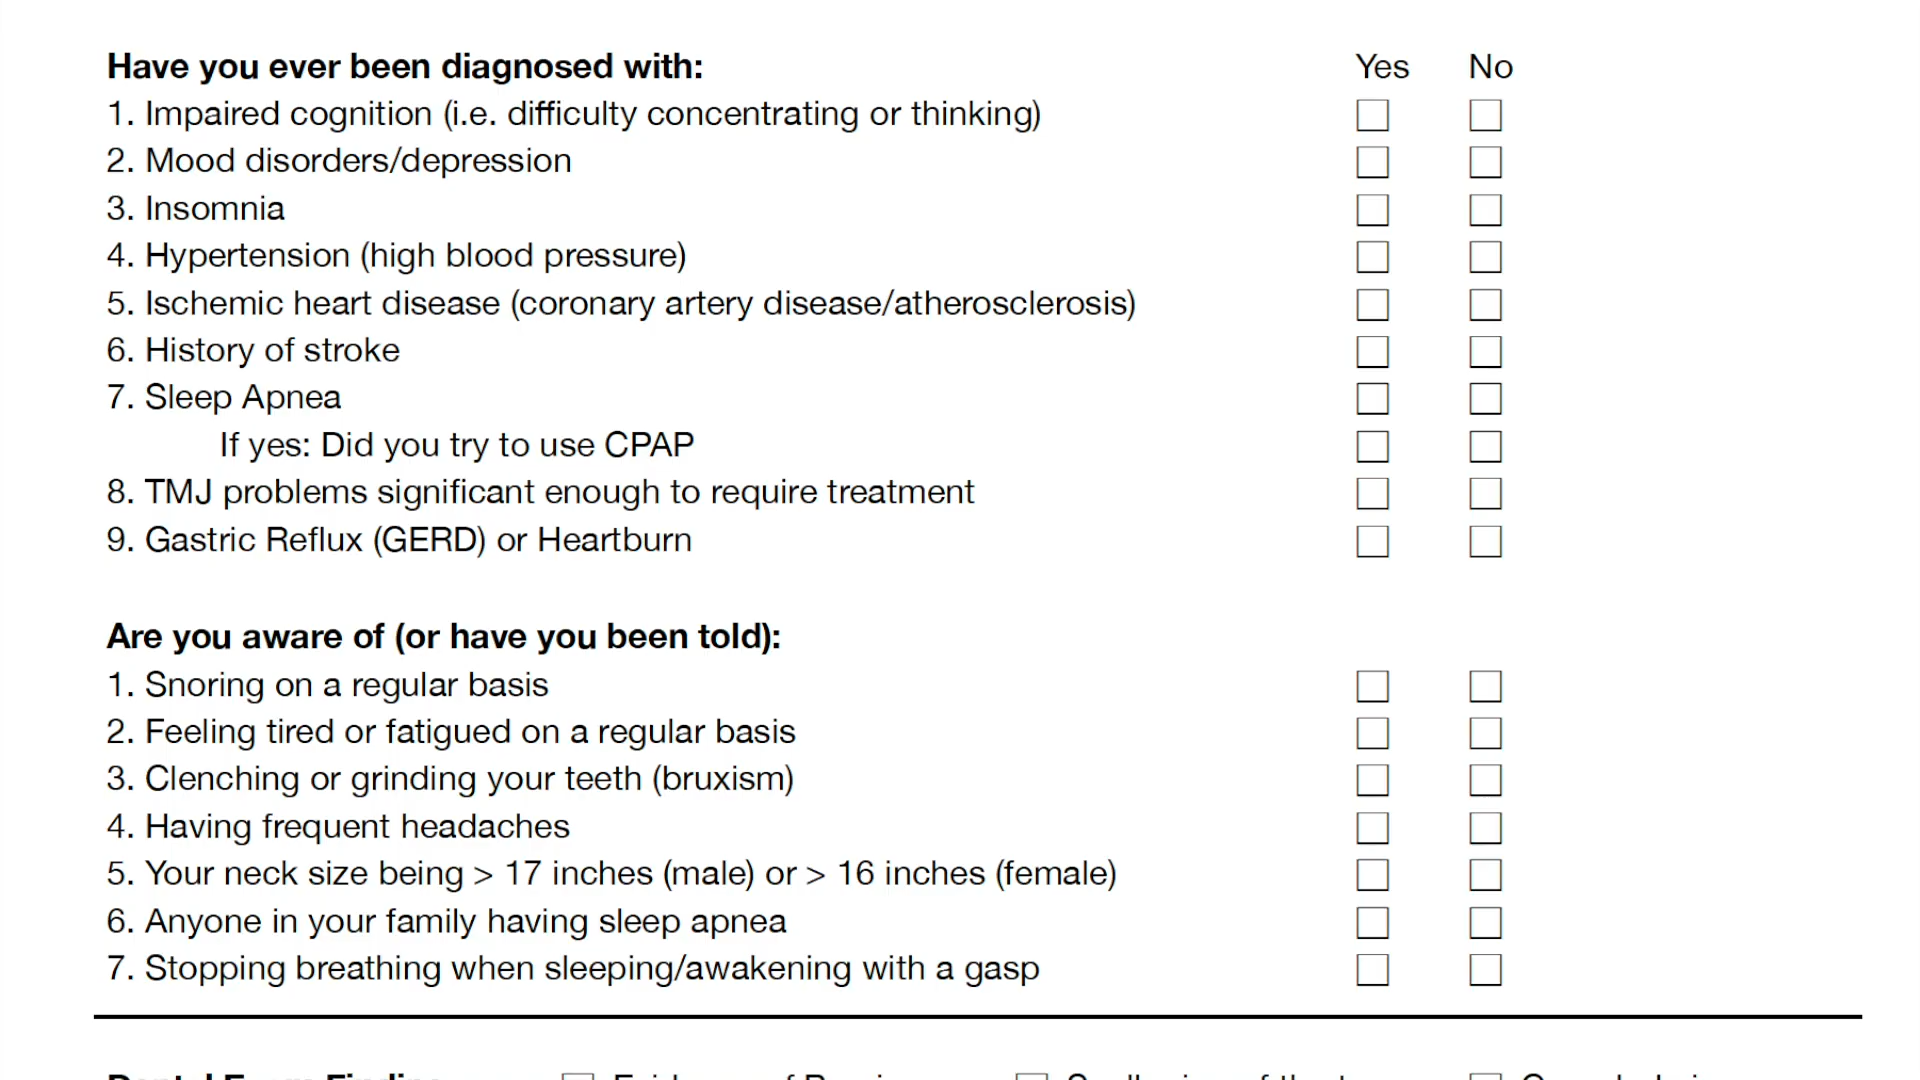 Have you ever been diagnosed with: Yes No
1. Impaired cognition (i.e. difficulty concentrating or thinking)
2. Mood disorders/depression
3. Insomnia
4. Hypertension (high blood pressure)
5. Ischemic heart disease (coronary artery disease/atherosclerosis)
6. History of stroke
7. Sleep Apnea
If yes: Did you try to use CPAP
8. TMJ problems significant enough to require treatment
9. Gastric Reflux (GERD) or Heartburn
Are you aware of (or have you been told):
1. Snoring on a regular basis
2. Feeling tired or fatigued on a regular basis
3. Clenching or grinding your teeth (bruxism)
4. Having frequent headaches
5. Your neck size being > 17 inches (male) or > 16 inches (female)
6. Anyone in your family having sleep apnea
7. Stopping breathing when sleeping/awakening with a gasp